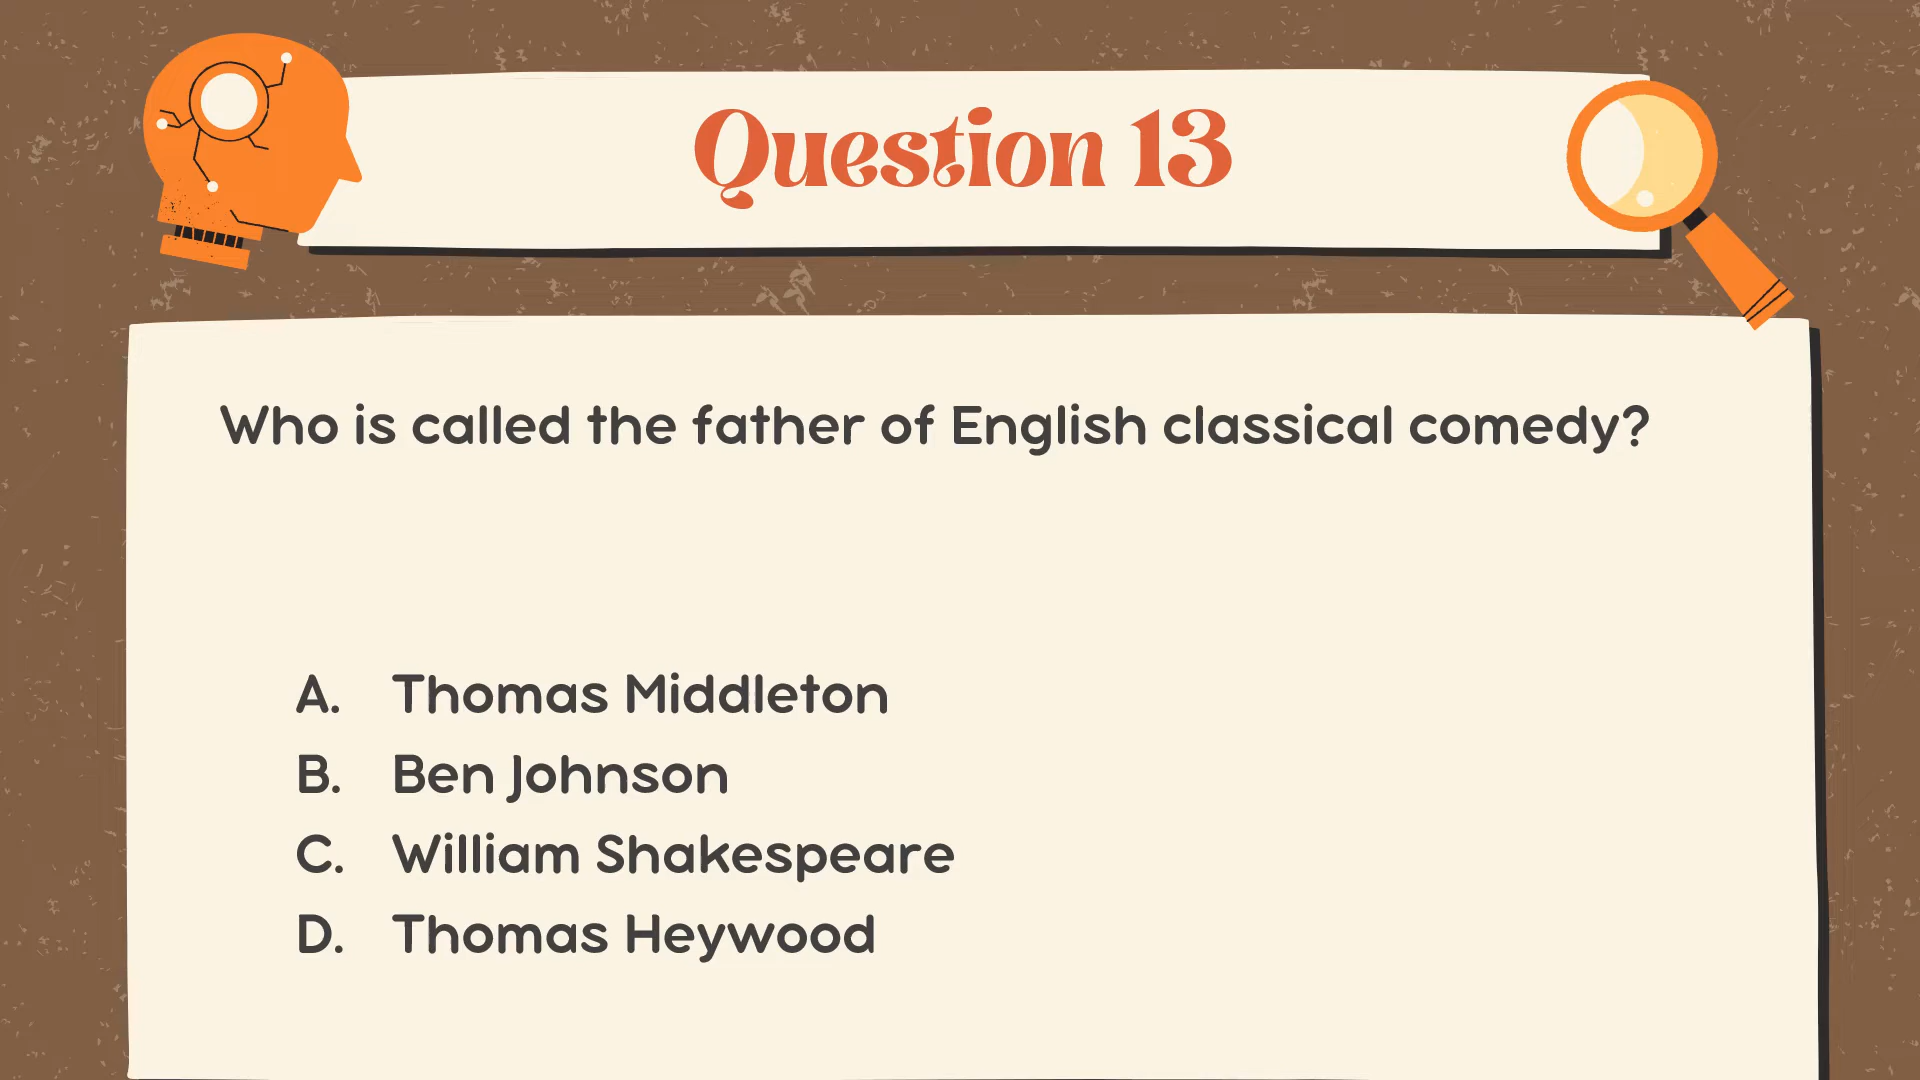 Question 13
Who is called the father of English classical comedy?
A. Thomas Middleton
B. Ben Johnson
C. William Shakespeare
D. Thomas Heywood